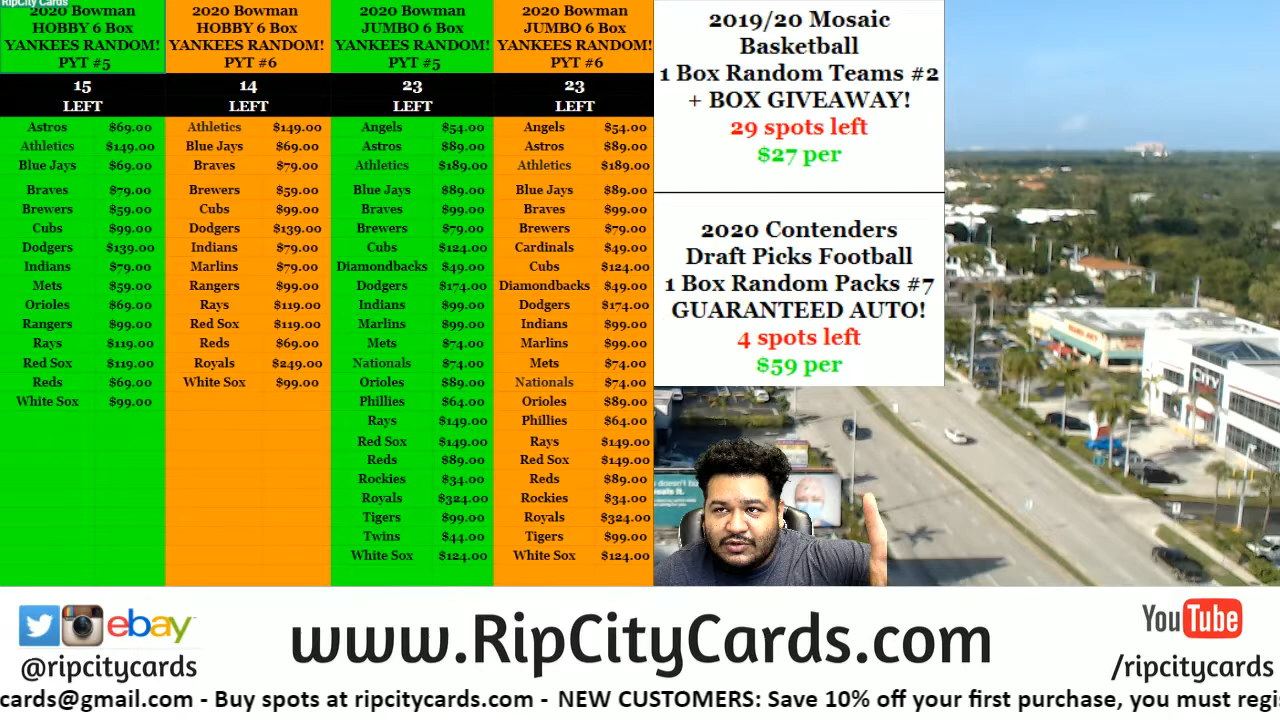 RipCity Cards
2020 Bowman
HOBBY 6 Box
YANKEES RANDOM!
PYT #5
15
LEFT
Astros $69.00
Athletics $149.00
Blue Jays $69.00
Braves $79.00
Brewers $59.00
Cubs $99.00
Dodgers $139.00
Indians $79.00
Mets $59.00
Orioles $69.00
Rangers $99.00
Rays $119.00
Red Sox $119.00
Reds $69.00
White Sox $99.00
2020 Bowman
HOBBY 6 Box
YANKEES RANDOM!
PYT #6
14
LEFT
Athletics $149.00
Blue Jays $69.00
Braves $79.00
Brewers $59.00
Cubs $99.00
Dodgers $139.00
Indians $79.00
Marlins $79.00
Rangers $99.00
Rays $119.00
Red Sox $119.00
Reds $69.00
Royals $249.00
White Sox $99.00
2020 Bowman
JUMBO 6 Box
YANKEES RANDOM!
PYT #5
23
LEFT
Angels $54.00
Astros $89.00
Athletics $189.00
Blue Jays $89.00
Braves $99.00
Brewers $79.00
Cubs $124.00
Diamondbacks $49.00
Dodgers $174.00
Indians $99.00
Marlins $99.00
Mets $74.00
Nationals $74.00
Orioles $89.00
Phillies $64.00
Rays $149.00
Red Sox $149.00
Reds $89.00
Rockies $34.00
Royals $324.00
Tigers $99.00
Twins $44.00
White Sox $124.00
2020 Bowman
JUMBO 6 Box
YANKEES RANDOM!
PYT #6
23
LEFT
Angels $54.00
Astros $89.00
Athletics $189.00
Blue Jays $89.00
Braves $99.00
Brewers $79.00
Cardinals $49.00
Cubs $124.00
Diamondbacks $49.00
Dodgers $174.00
Indians $99.00
Marlins $99.00
Mets $74.00
Nationals $74.00
Orioles $89.00
Phillies $64.00
Rays $149.00
Red Sox $149.00
Reds $89.00
Rockies $34.00
Royals $324.00
Tigers $99.00
White Sox $124.00
2019/20 Mosaic
Basketball
1 Box Random Teams #2
+ BOX GIVEAWAY!
29 spots left
$27 per
2020 Contenders
Draft Picks Football
1 Box Random Packs #7
GUARANTEED AUTO!
4 spots left
$59 per
CITY
ebay
@ripcitycards
www.RipCityCards.com
YouTube
/ripcitycards
cards@gmail.com - Buy spots at ripcitycards.com - NEW CUSTOMERS: Save 10% off your first purchase, you must regi